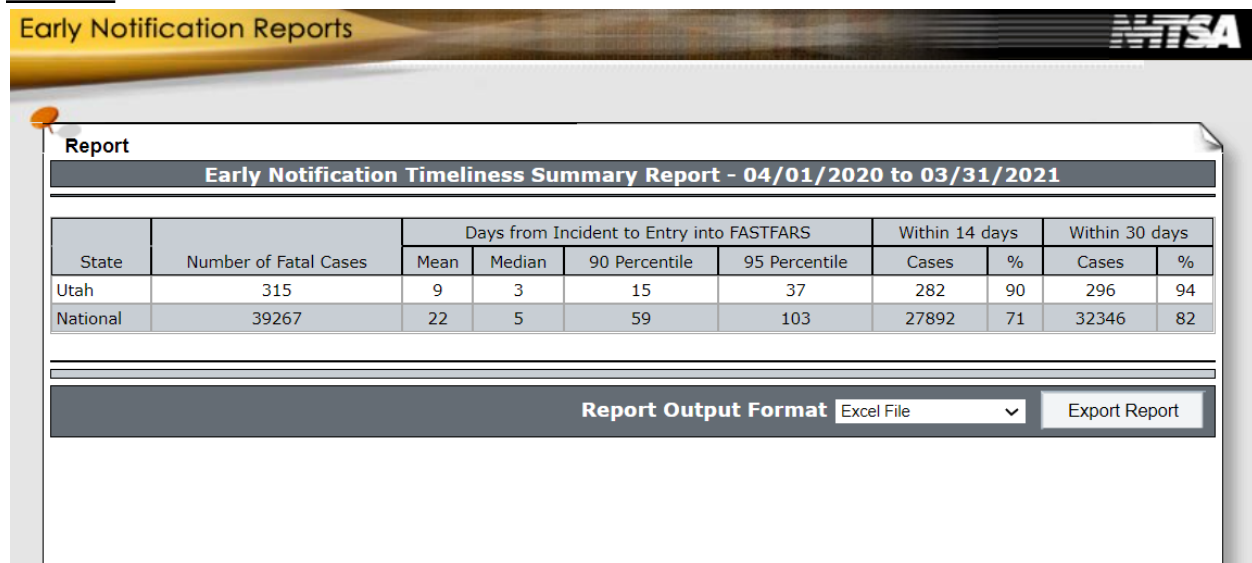 Early Notification Reports
NHTSA
Report
Early Notification Timeliness Summary Report - 04/01/2020 to 03/31/2021
Days from Incident to Entry into FASTFARS Within 14 days Within 30 days
State Number of Fatal Cases Mean Median 90 Percentile 95 Percentile Cases % Cases %
Utah 315 9 3 15 37 282 90 296 94
National 39267 22 5 59 103 27892 71 32346 82
Report Output Format Excel File Export Report